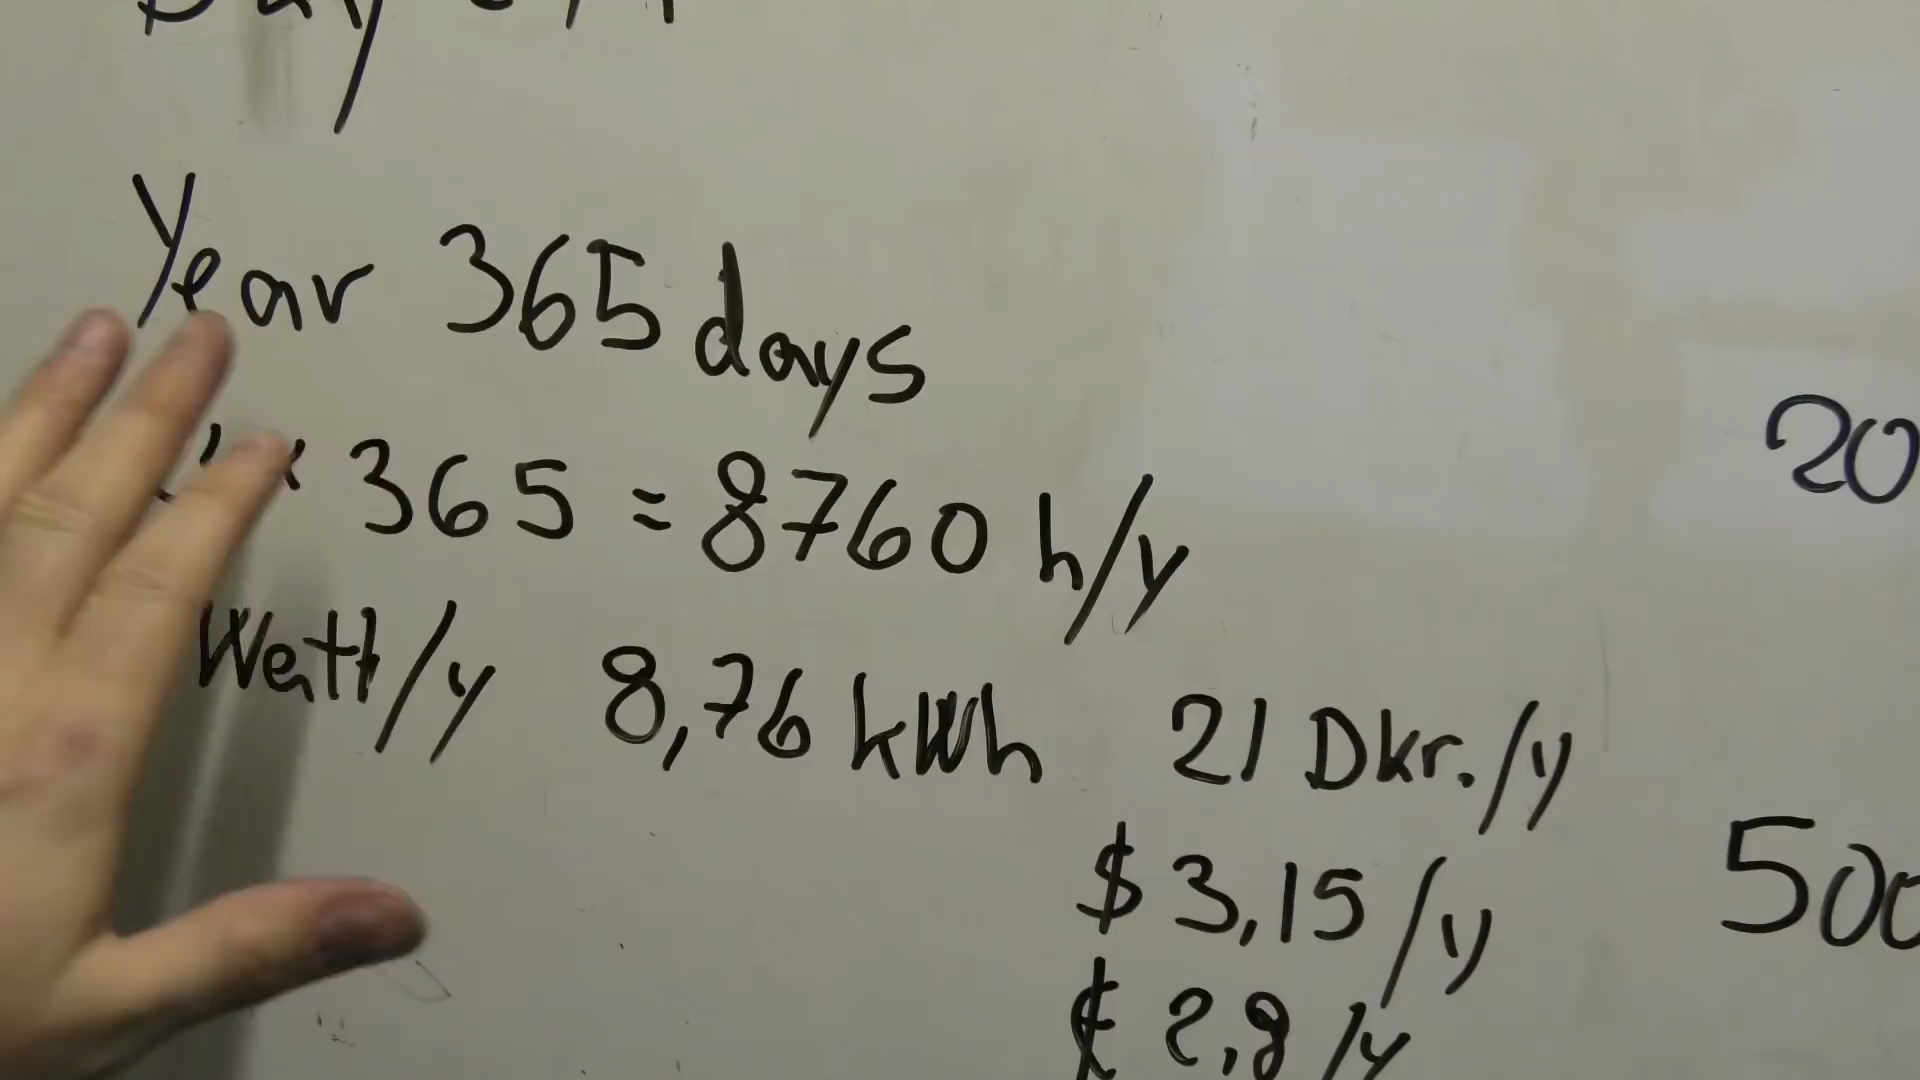 Year 365 days
× 365 = 8760 h/y
Watt/y 8,76 kWh 21 Dkr./y
$ 3,15/y
2,8/y
20
500